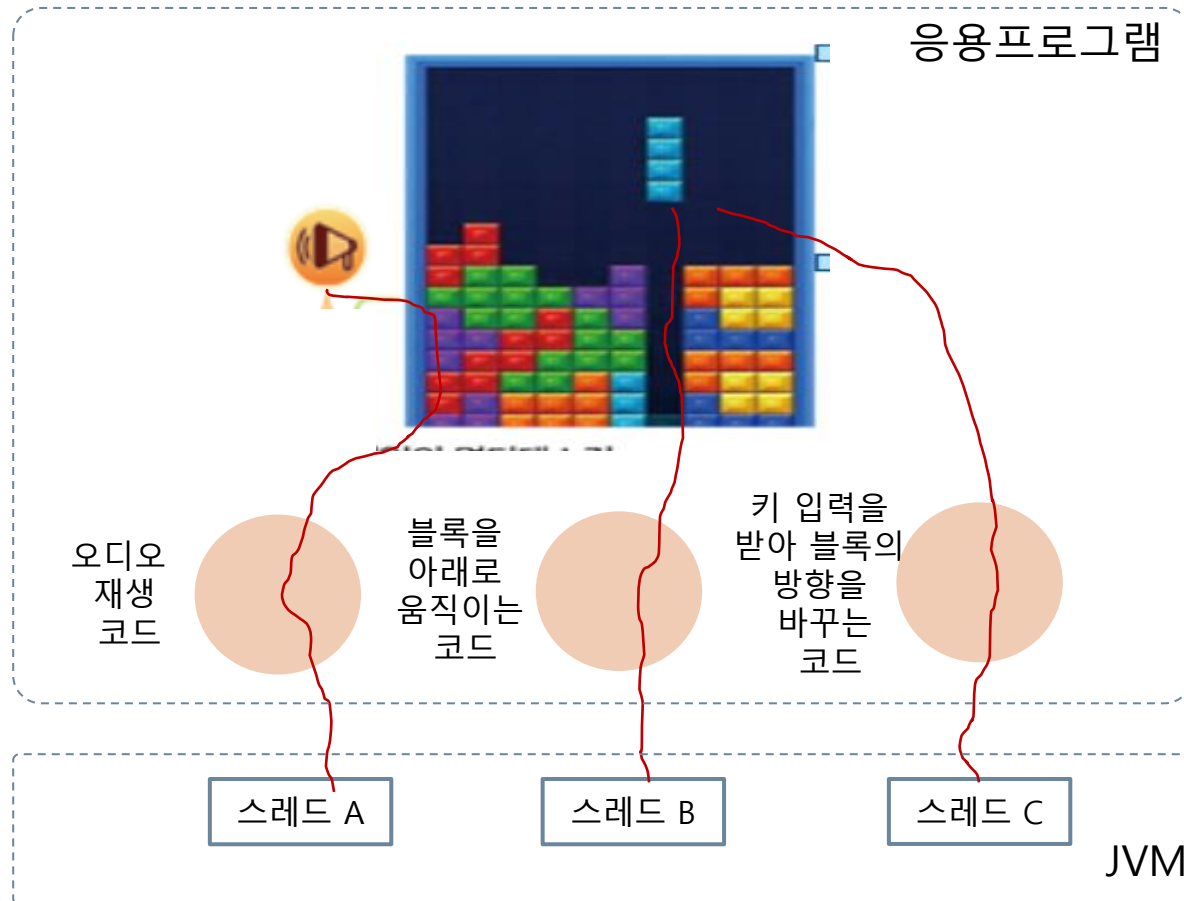 응용프로그램
오디오
재생
코드
블록을
아래로
움직이는
코드
키 입력을
받아 블록의
방향을
바꾸는
코드
스레드 A
스레드 B
스레드 C
JVM